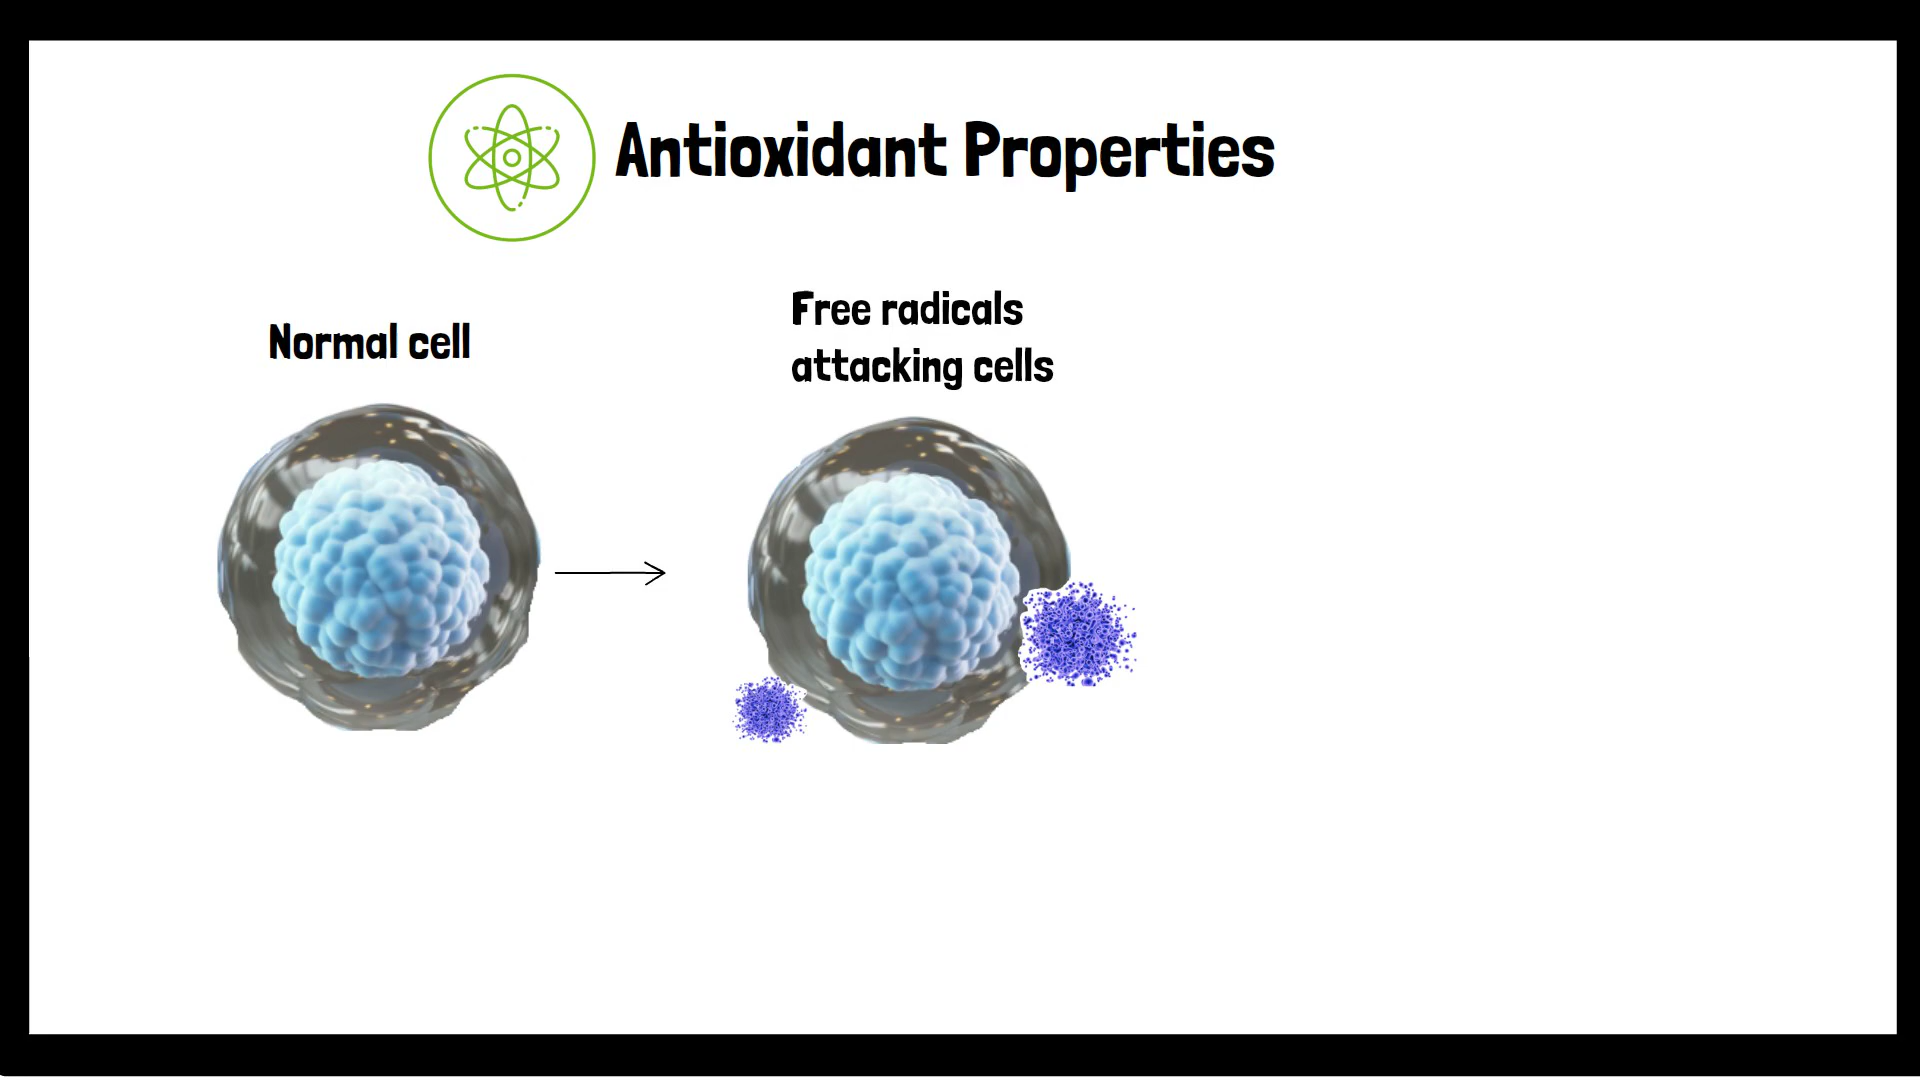 Antioxidant Properties
Normal cell
Free radicals
attacking cells